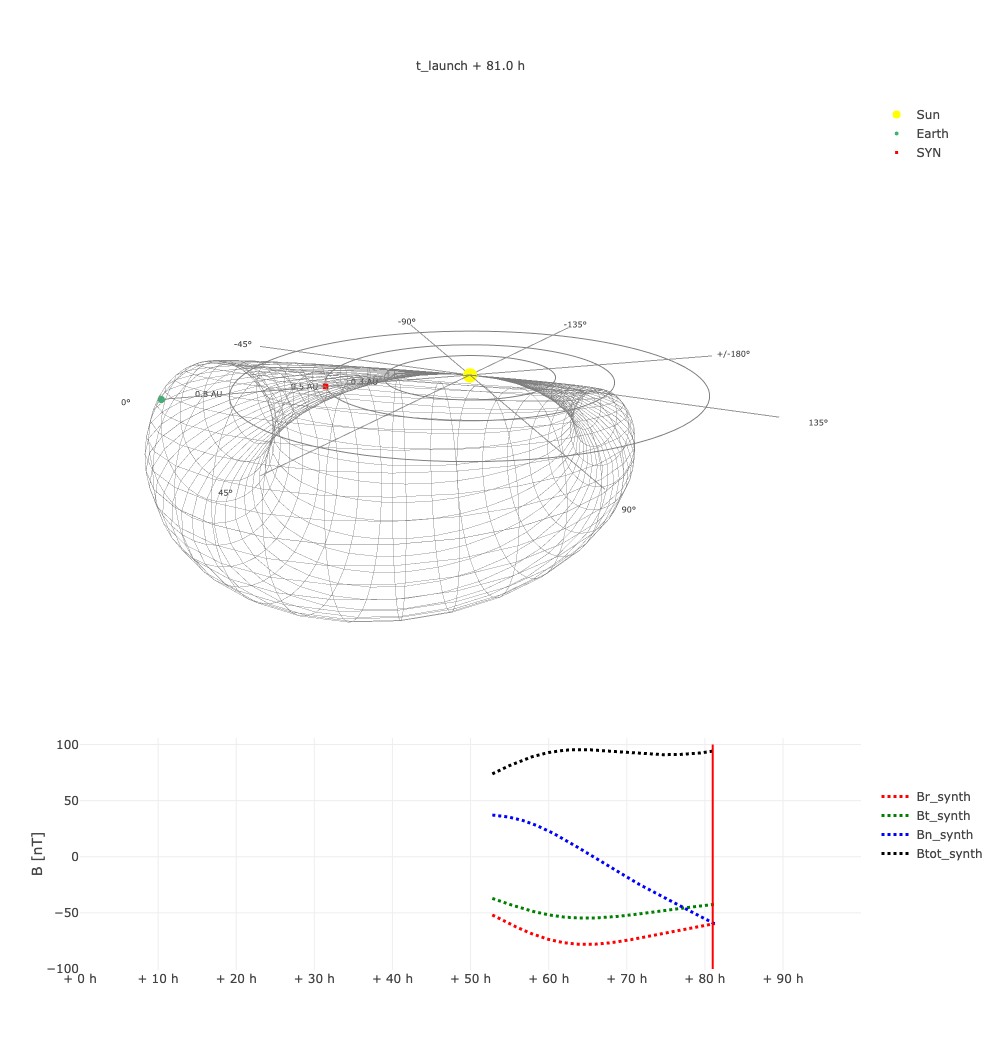 t_launch + 81.0 h
Sun
Earth
SYN
-90°
-135°
-45°
+/-180°
0.3 AU
0.5 AU
0.8 AU
0°
135°
45°
90°
B [nT]
100
50
0
−50
−100
+ 0 h
+ 10 h
+ 20 h
+ 30 h
+ 40 h
+ 50 h
+ 60 h
+ 70 h
+ 80 h
+ 90 h
Br_synth
Bt_synth
Bn_synth
Btot_synth